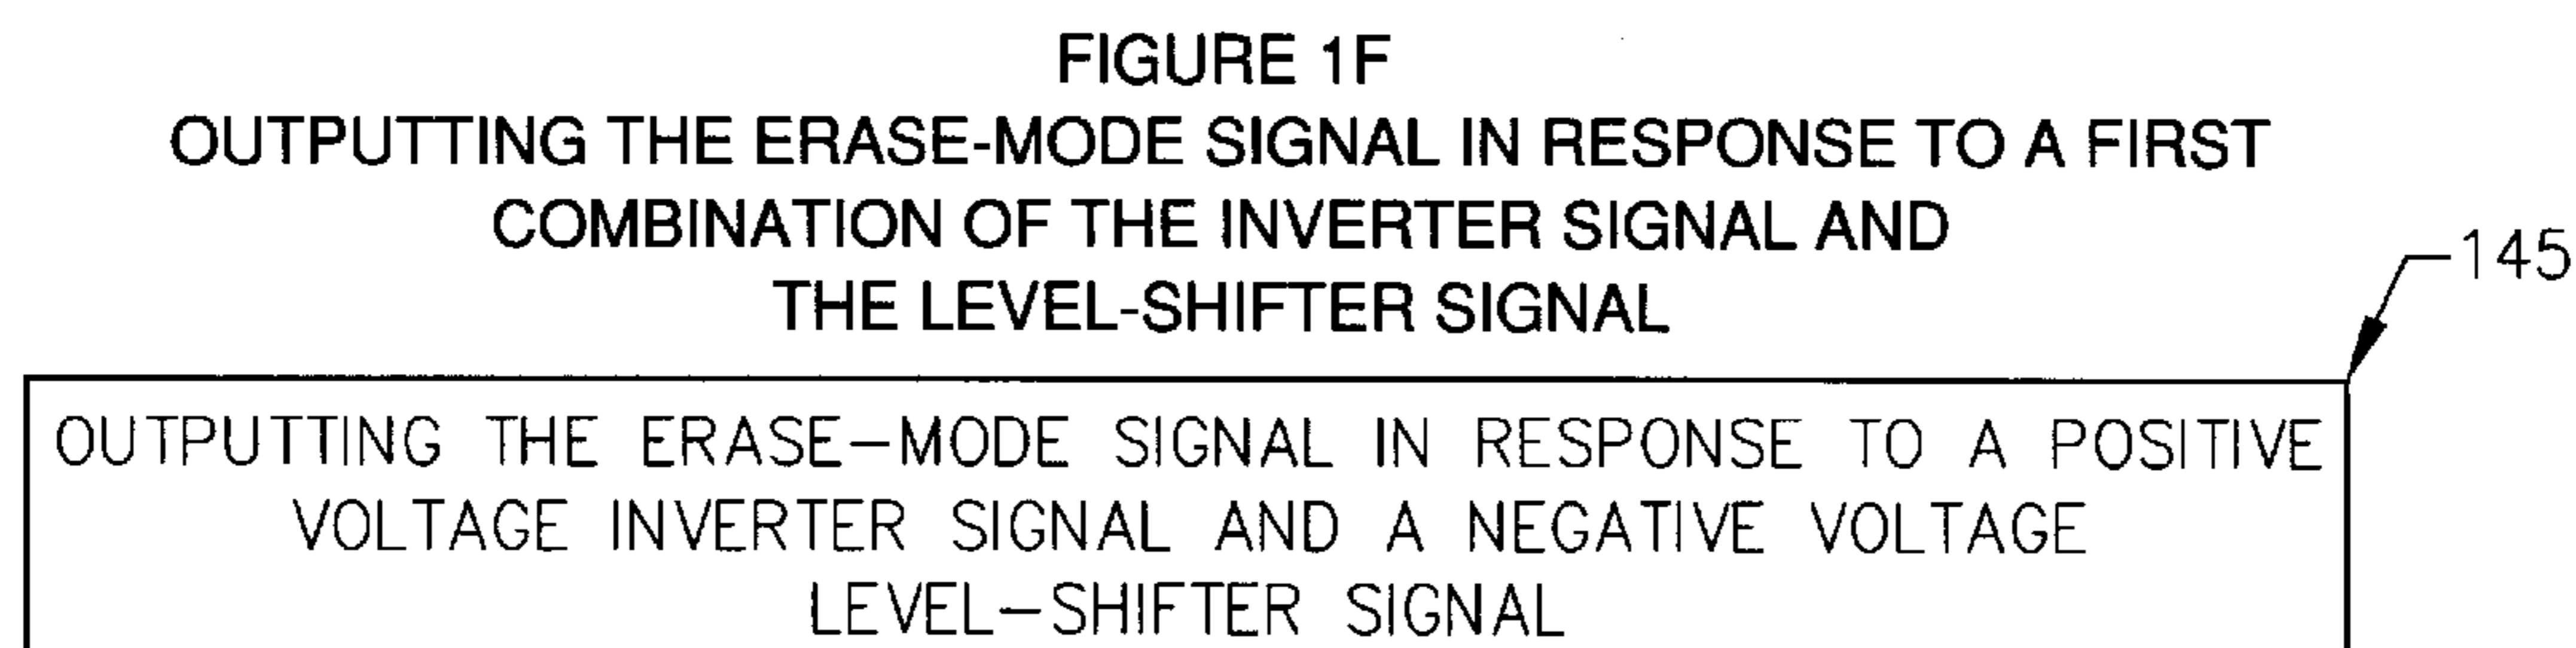 FIGURE 1F
OUTPUTTING THE ERASE-MODE SIGNAL IN RESPONSE TO A FIRST
COMBINATION OF THE INVERTER SIGNAL AND
THE LEVEL-SHIFTER SIGNAL
145
OUTPUTTING THE ERASE-MODE SIGNAL IN RESPONSE TO A POSITIVE
VOLTAGE INVERTER SIGNAL AND A NEGATIVE VOLTAGE
LEVEL-SHIFTER SIGNAL